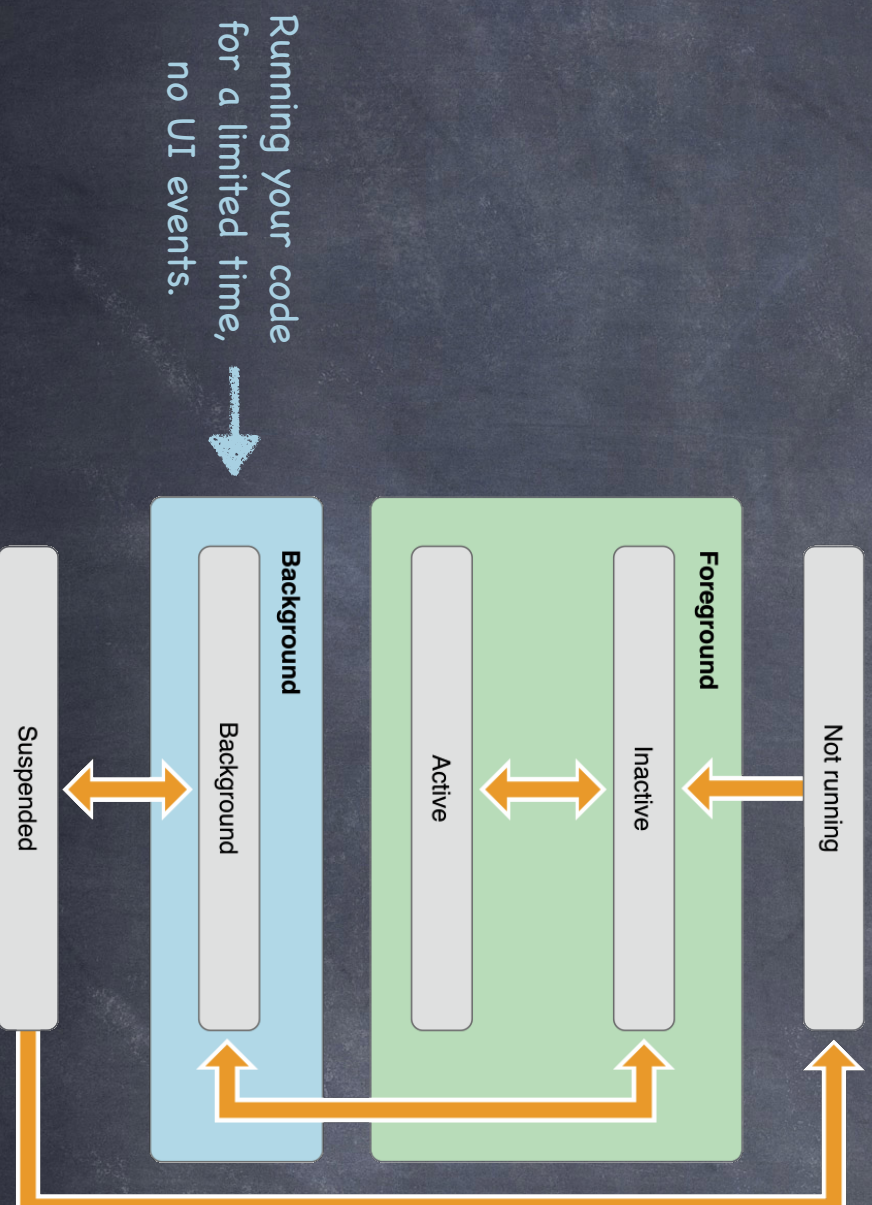 Not running
Foreground
Inactive
Active
Running your code
for a limited time,
no UI events.
Background
Background
Suspended